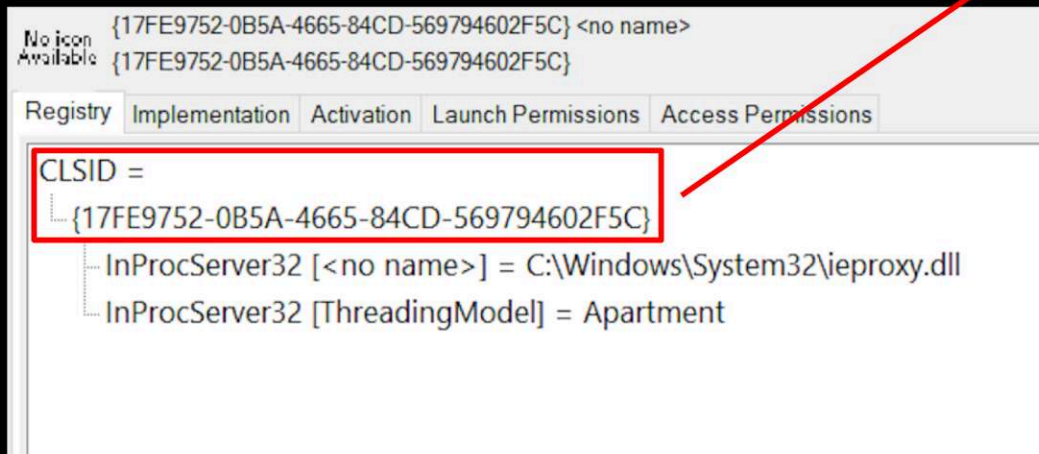 {17FE9752-0B5A-4665-84CD-569794602F5C} <no name>
No icon
Available
{17FE9752-0B5A-4665-84CD-569794602F5C}
Registry Implementation Activation Launch Permissions Access Permissions
CLSID =
{17FE9752-0B5A-4665-84CD-569794602F5C}
InProcServer32 [<no name>] = C:\Windows\System32\ieproxy.dll
InProcServer32 [ThreadingModel] = Apartment